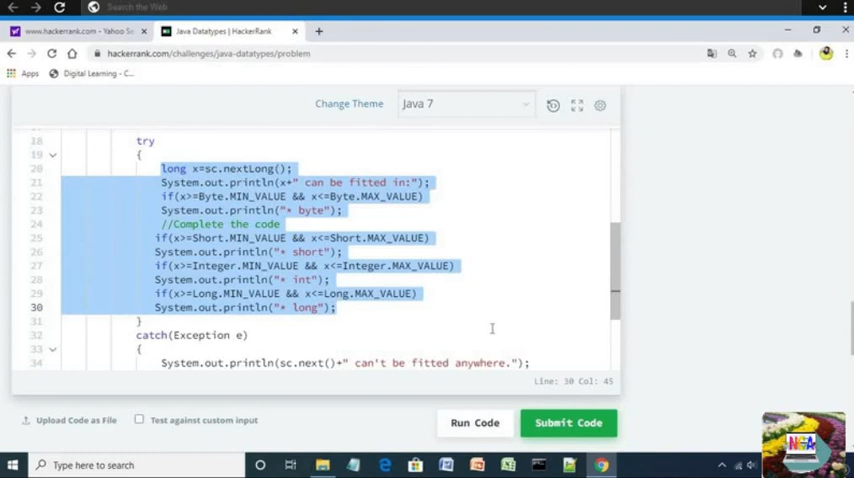 Search the Web
www.hackerrank.com - Yahoo Se
Java Datatypes | HackerRank
hackerrank.com/challenges/java-datatypes/problem
Apps
Digital Learning - C...
Change Theme
Java 7
18 try
19 {
20 long x=sc.nextLong();
21 System.out.println(x+" can be fitted in:");
22 if(x>=Byte.MIN_VALUE && x<=Byte.MAX_VALUE)
23 System.out.println("* byte");
24 //Complete the code
25 if(x>=Short.MIN_VALUE && x<=Short.MAX_VALUE)
26 System.out.println("* short");
27 if(x>=Integer.MIN_VALUE && x<=Integer.MAX_VALUE)
28 System.out.println("* int");
29 if(x>=Long.MIN_VALUE && x<=Long.MAX_VALUE)
30 System.out.println("* long");
31 }
32 catch(Exception e)
33 {
34 System.out.println(sc.next()+" can't be fitted anywhere.");
Line: 30 Col: 45
Upload Code as File
Test against custom input
Run Code
Submit Code
NGA
Type here to search